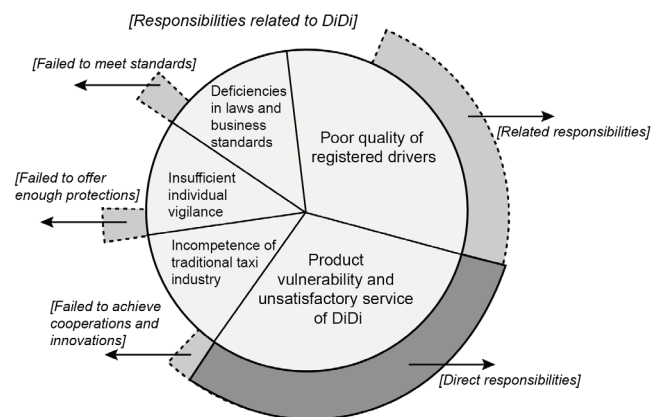 [Responsibilities related to DiDi]
[Failed to meet standards]
Deficiencies
in laws and
business
standards
Poor quality of
registered drivers
[Related responsibilities]
[Failed to offer
enough protections]
Insufficient
individual
vigilance
Incompetence of
traditional taxi
industry
Product
vulnerability and
unsatisfactory service
of DiDi
[Failed to achieve
cooperations and
innovations]
[Direct responsibilities]